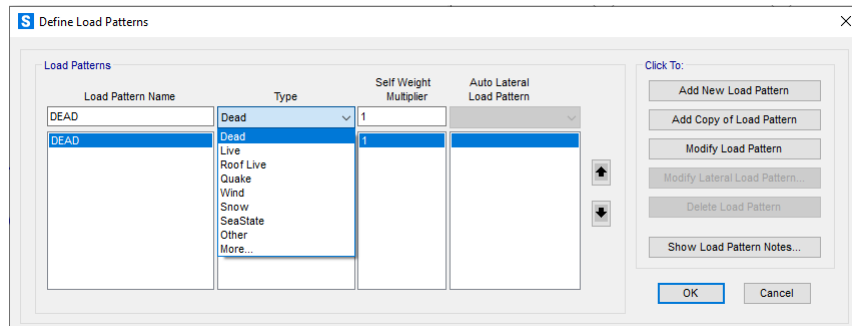 S Define Load Patterns
Load Patterns
Click To:
Load Pattern Name
Type
Self Weight
Multiplier
Auto Lateral
Load Pattern
DEAD
Dead
1
DEAD
1
Dead
Live
Roof Live
Quake
Wind
Snow
SeaState
Other
More...
Add New Load Pattern
Add Copy of Load Pattern
Modify Load Pattern
Modify Lateral Load Pattern...
Delete Load Pattern
Show Load Pattern Notes...
OK
Cancel